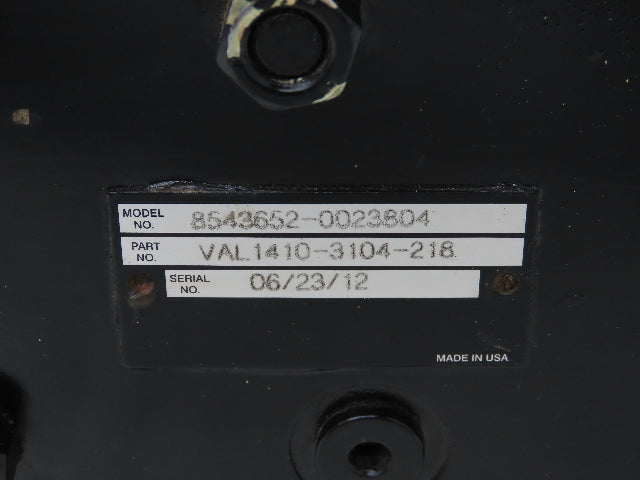 MODEL NO. 8543652-0023804
PART NO. VAL1410-3104-218
SERIAL NO. 06/23/12
MADE IN USA